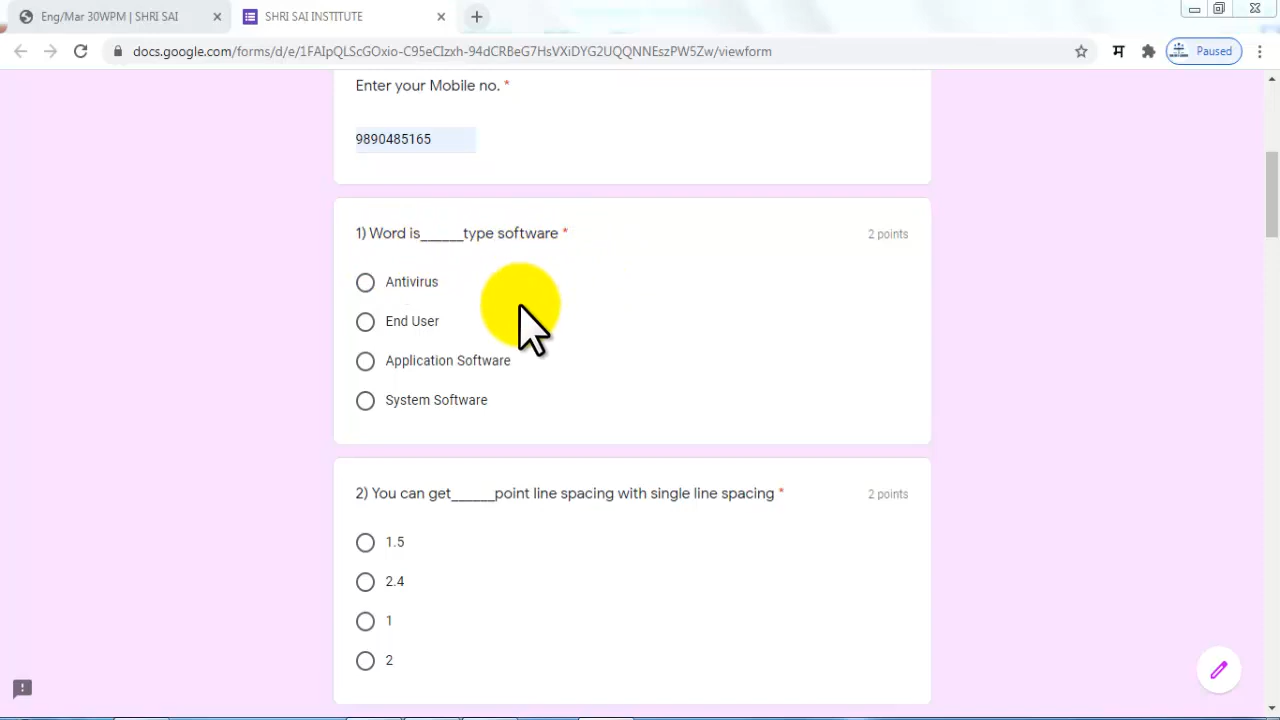 Eng/Mar 30WPM | SHRI SAI
SHRI SAI INSTITUTE
docs.google.com/forms/d/e/1FAIpQLScGOxio-C95eCIzxh-94dCRBeG7HsVXiDYG2UQQNNEszPW5Zw/viewform
म
Paused
Enter your Mobile no. *
9890485165
1) Word is______type software *
2 points
Antivirus
End User
Application Software
System Software
2) You can get______point line spacing with single line spacing *
2 points
1.5
2.4
1
2